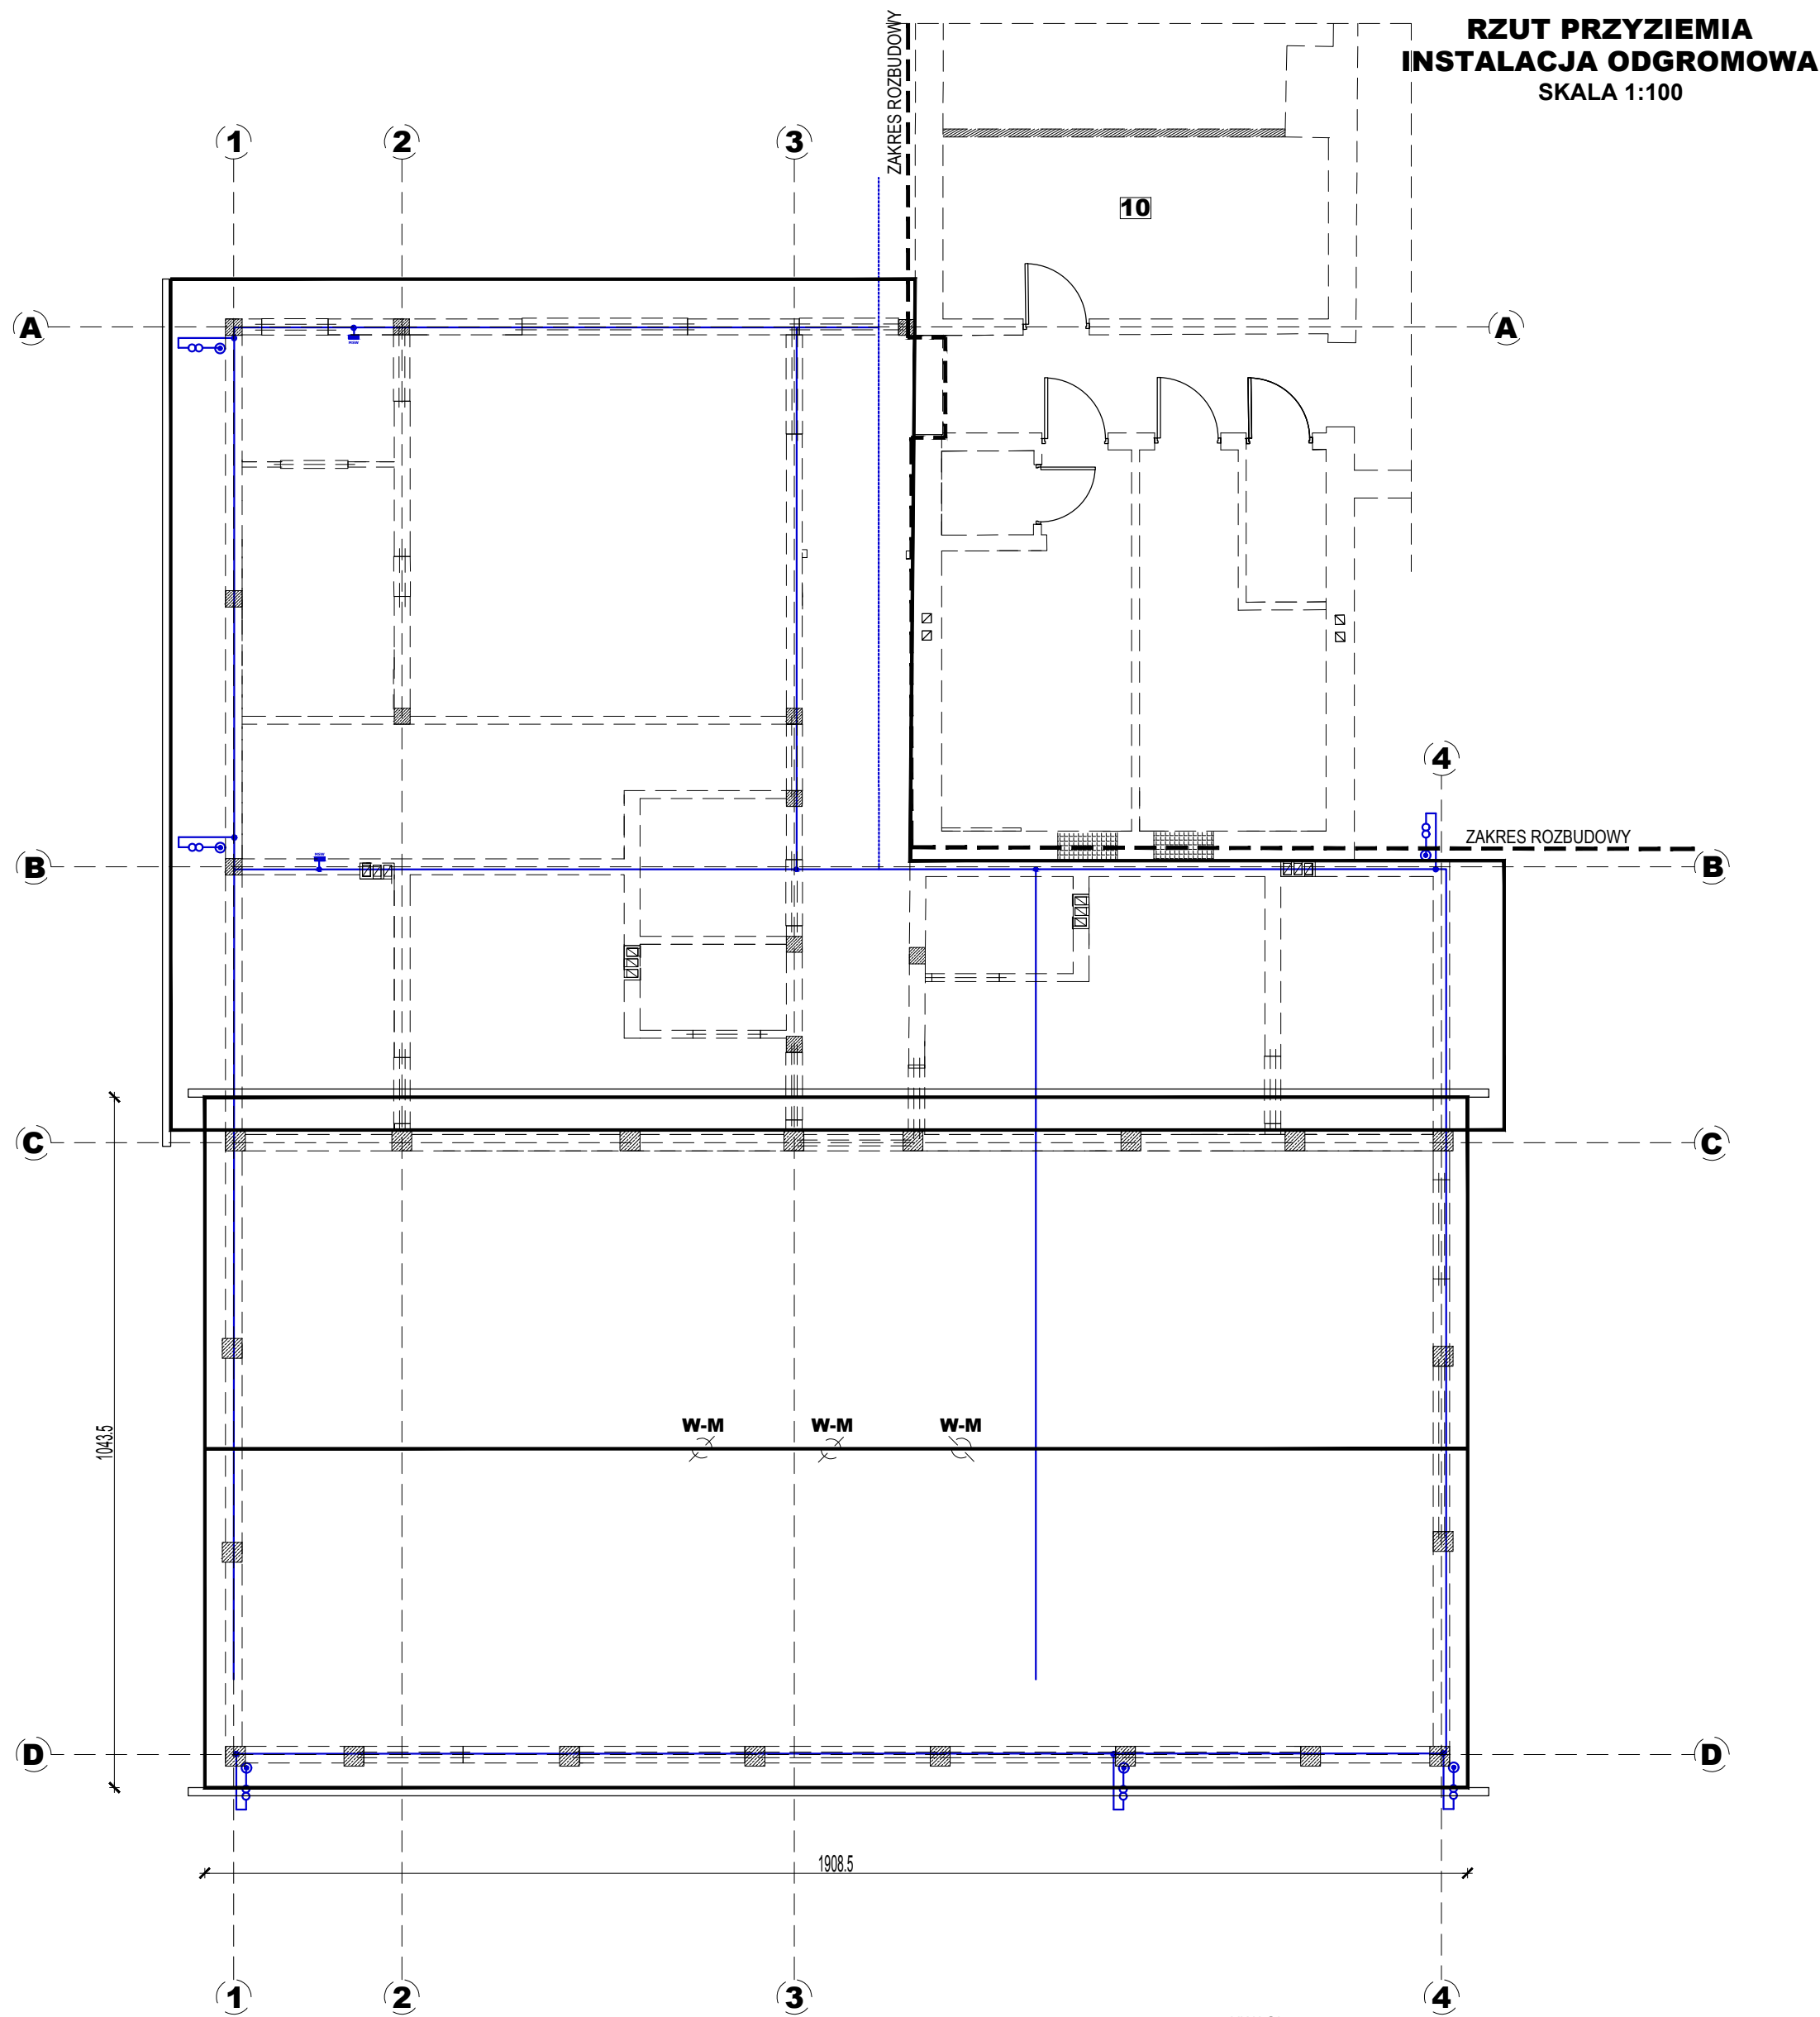 RZUT PRZYZIEMIA
INSTALACJA ODGROMOWA
SKALA 1:100
ZAKRES ROZBUDOWY
1
2
3
10
A
A
4
ZAKRES ROZBUDOWY
B
B
C
C
W-M
W-M
W-M
1043.5
D
D
1908.5
1
2
3
4